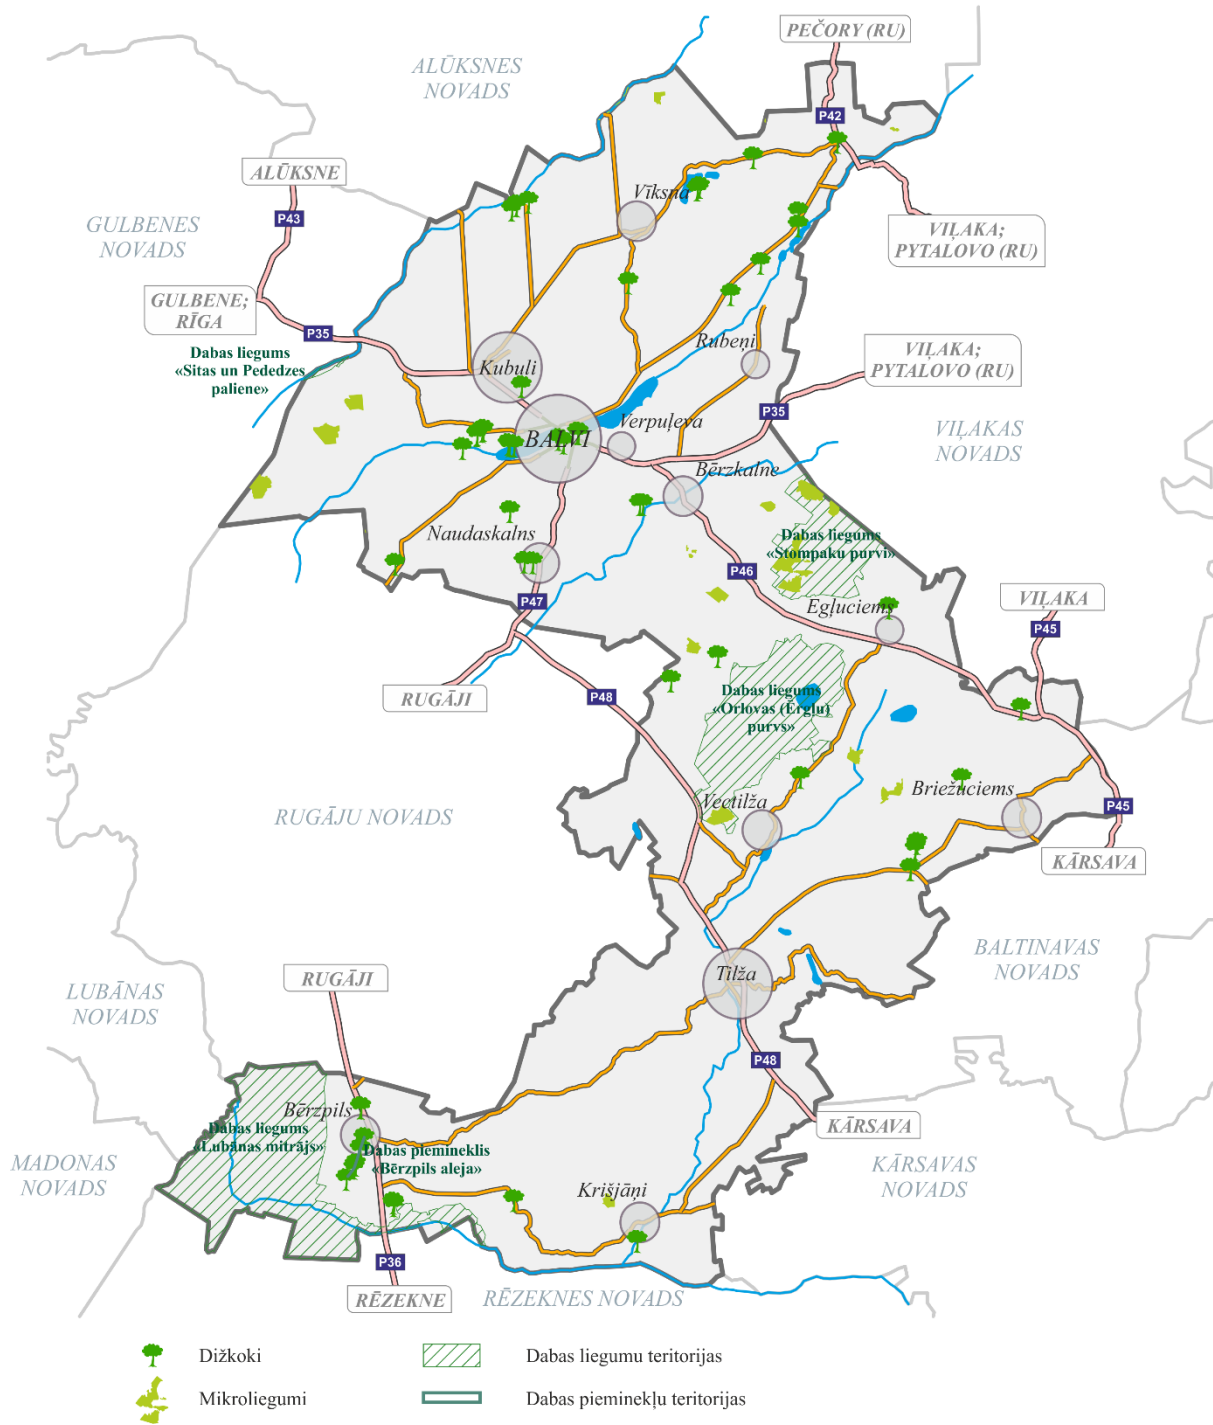 PEČORY (RU)
ALŪKSNES
NOVADS
P42
ALŪKSNE
Vīksna
P43
GULBENES
NOVADS
VIĻAKA;
PYTALOVO (RU)
GULBENE;
RĪGA
P35
Rubeņi
VIĻAKA;
PYTALOVO (RU)
Dabas liegums
«Sitas un Pededzes
paliene»
Kubuli
P35
Verpuļeva
VIĻAKAS
NOVADS
BALVI
Bērzkalne
Naudaskalns
Dabas liegums
«Stompaku purvi»
P46
P47
Egļuciems
VIĻAKA
P45
RUGĀJI
P48
Dabas liegums
«Orlovas (Ērgļu)
purvs»
Briežuciems
Vectilža
P45
RUGĀJU NOVADS
KĀRSAVA
BALTINAVAS
NOVADS
Tilža
RUGĀJI
LUBĀNAS
NOVADS
P48
Bērzpils
Dabas liegums
«Lubānas mitrājs»
KĀRSAVA
Dabas piemineklis
«Bērzpils aleja»
MADONAS
NOVADS
KĀRSAVAS
NOVADS
Krišjāņi
P36
RĒZEKNE
RĒZEKNES NOVADS
Dižkoki
Dabas liegumu teritorijas
Mikroliegumi
Dabas pieminekļu teritorijas